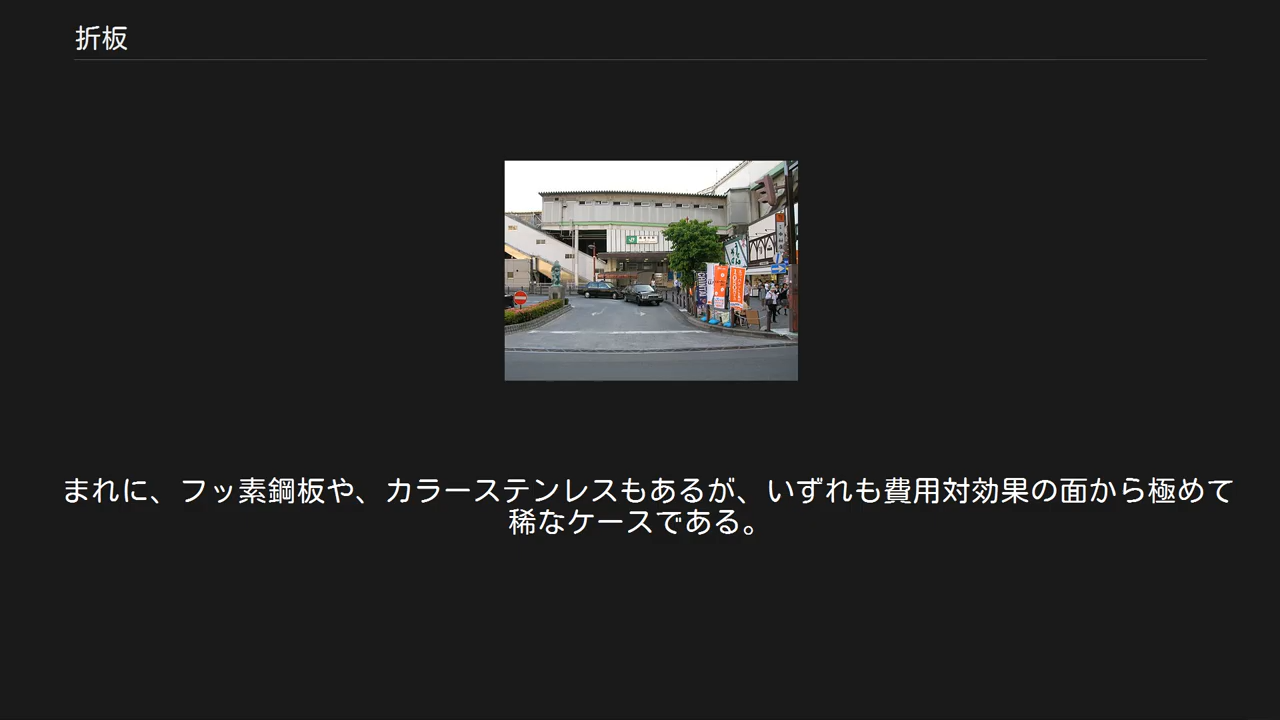 折板
まれに、フッ素鋼板や、カラーステンレスもあるが、いずれも費用対効果の面から極めて
稀なケースである。